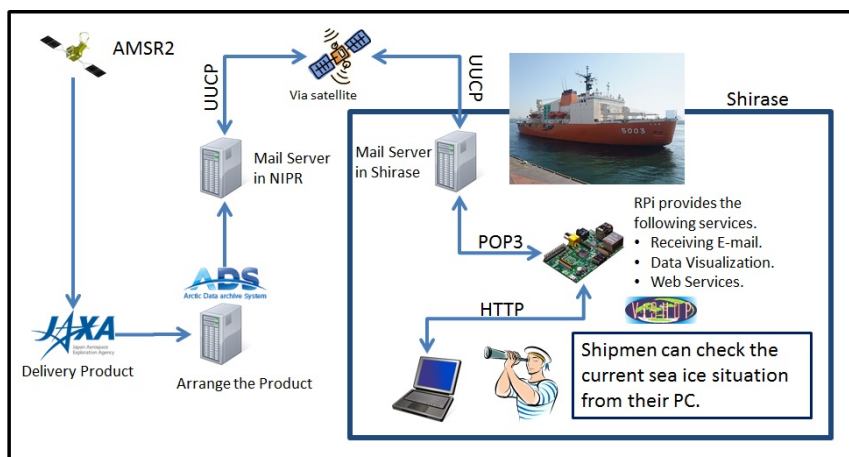 AMSR2
UUCP
Via satellite
UUCP
Shirase
5003
Mail Server
in NIPR
Mail Server
in Shirase
RPi provides the
following services.
• Receiving E-mail.
• Data Visualization.
• Web Services.
POP3
ADS
Arctic Data archive System
HTTP
JAXA
Japan Aerospace
Exploration Agency
Delivery Product
Arrange the Product
Shipmen can check the
current sea ice situation
from their PC.